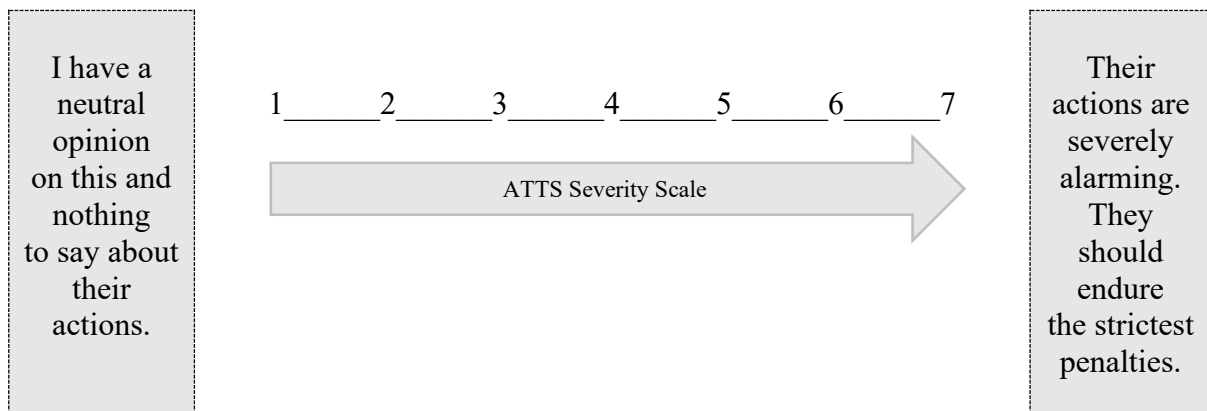 I have a
neutral
opinion
on this and
nothing
to say about
their
actions.
1______2______3______4______5______6______7
ATTS Severity Scale
Their
actions are
severely
alarming.
They
should
endure
the strictest
penalties.